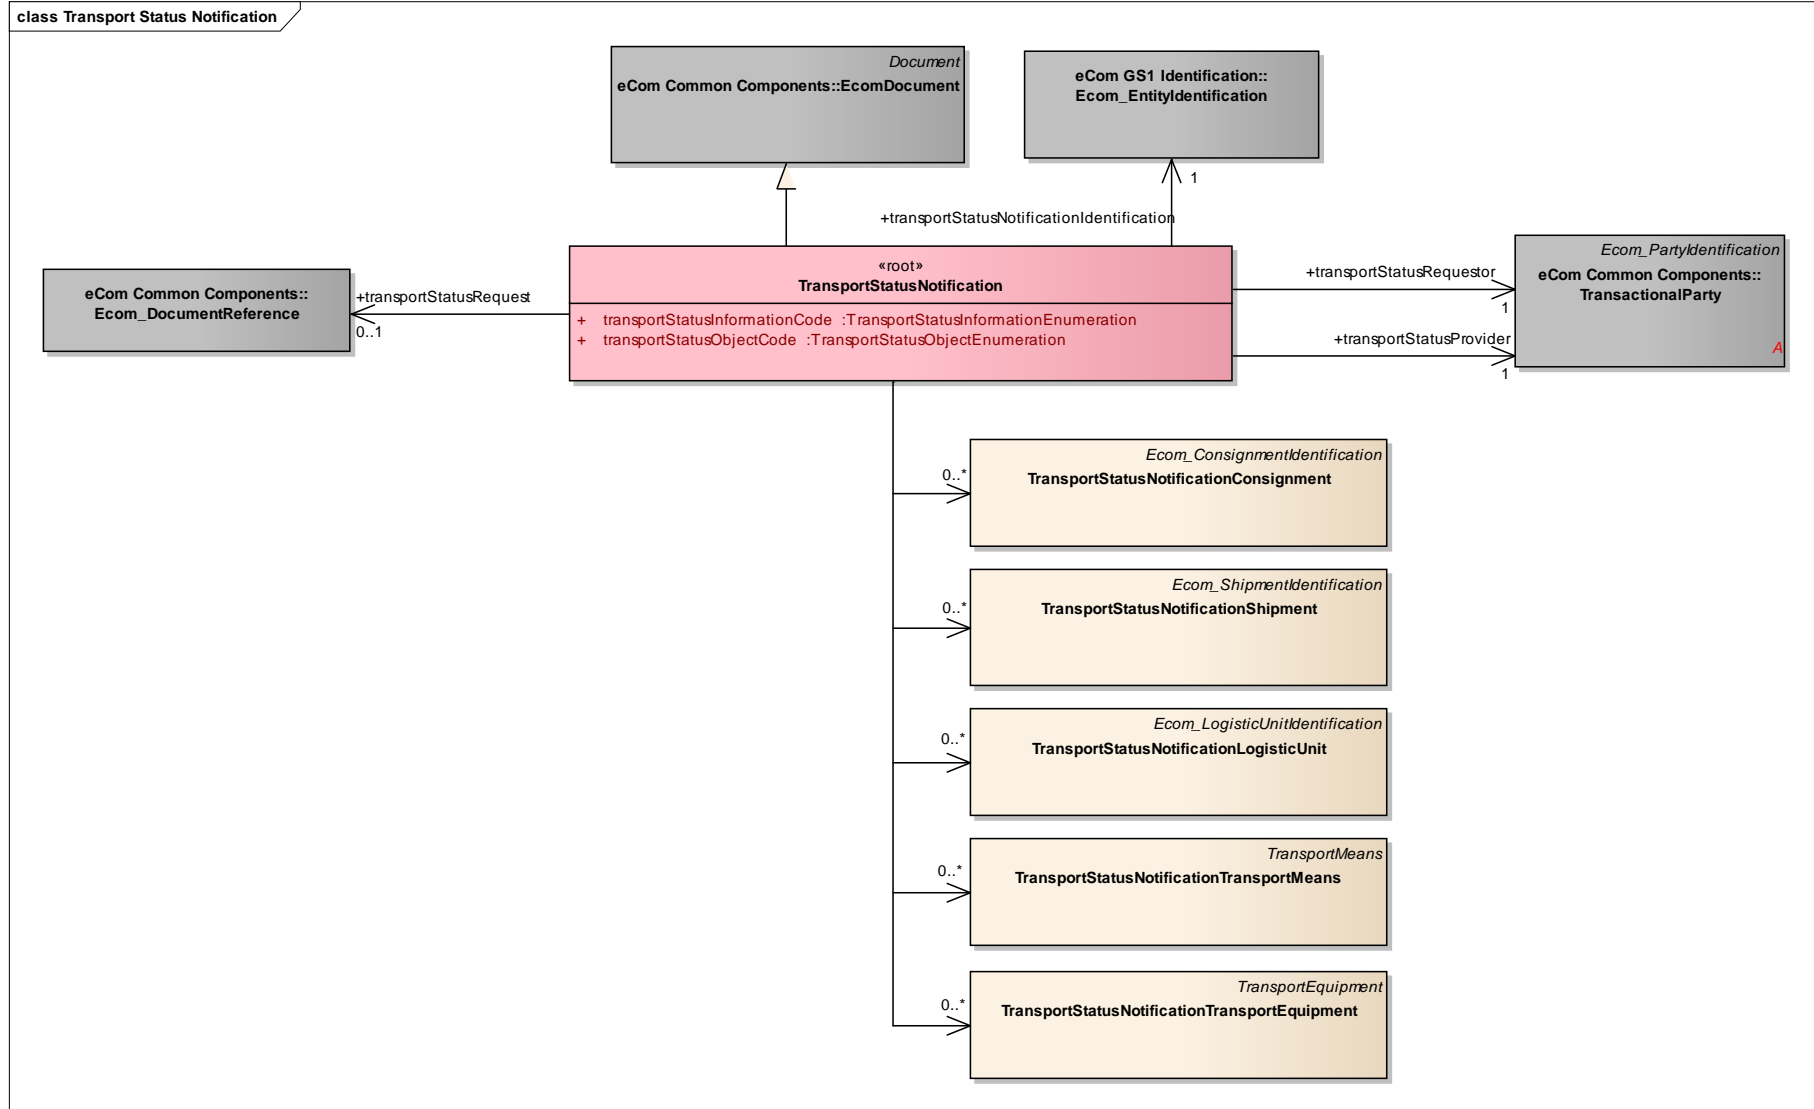 class Transport Status Notification
Document
eCom Common Components::EcomDocument
eCom GS1 Identification::
Ecom_EntityIdentification
1
+transportStatusNotificationIdentification
eCom Common Components::
Ecom_DocumentReference
+transportStatusRequest
0..1
«root»
TransportStatusNotification
+ transportStatusInformationCode :TransportStatusInformationEnumeration
+ transportStatusObjectCode :TransportStatusObjectEnumeration
+transportStatusRequestor
1
+transportStatusProvider
1
Ecom_PartyIdentification
eCom Common Components::
TransactionalParty
A
0..*
Ecom_ConsignmentIdentification
TransportStatusNotificationConsignment
0..*
Ecom_ShipmentIdentification
TransportStatusNotificationShipment
0..*
Ecom_LogisticUnitIdentification
TransportStatusNotificationLogisticUnit
0..*
TransportMeans
TransportStatusNotificationTransportMeans
0..*
TransportEquipment
TransportStatusNotificationTransportEquipment